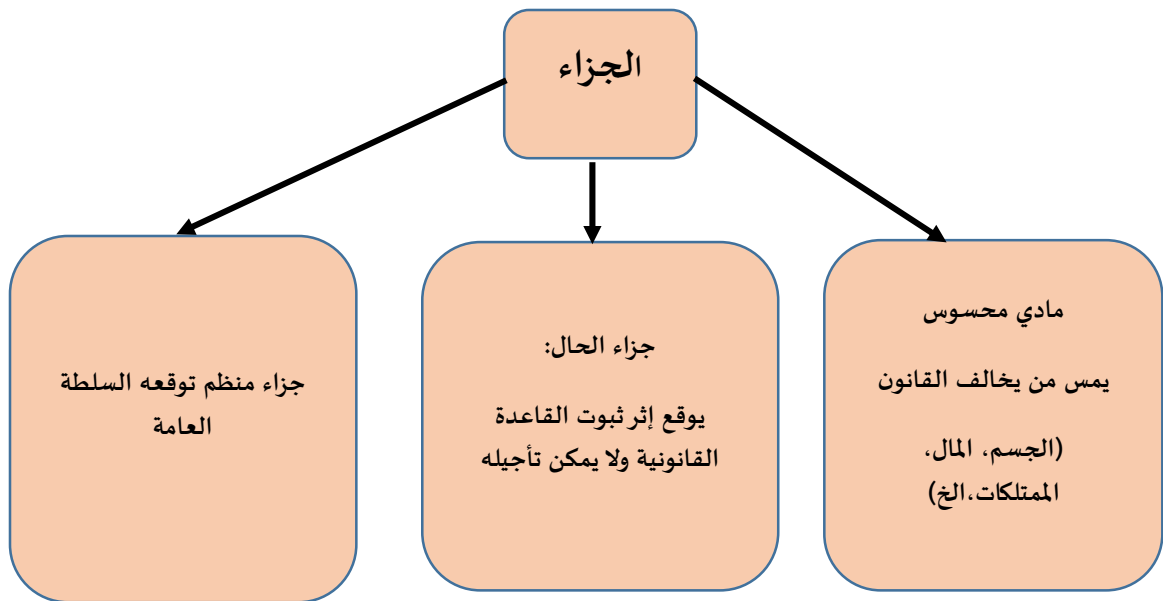 الجزاء
مادي محسوس
يمس من يخالف القانون
(الجسم، المال،
الممتلكات،الخ)
جزاء الحال:
يوقع إثر ثبوت القاعدة
القانونية ولا يمكن تأجيله
جزاء منظم توقعه السلطة
العامة